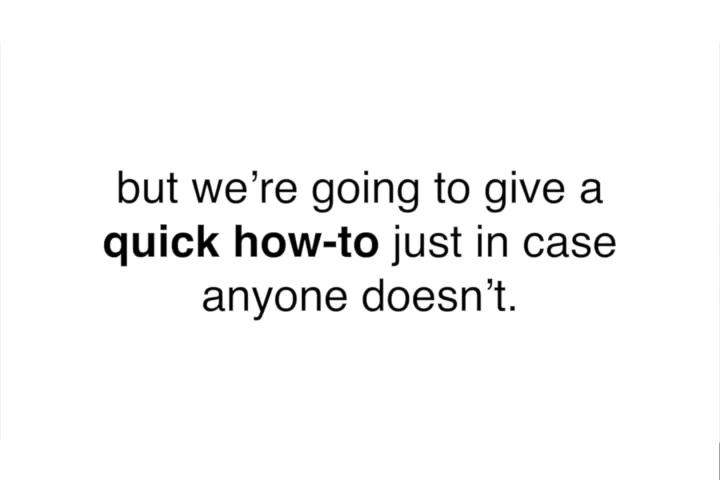 but we’re going to give a
quick how-to just in case
anyone doesn’t.